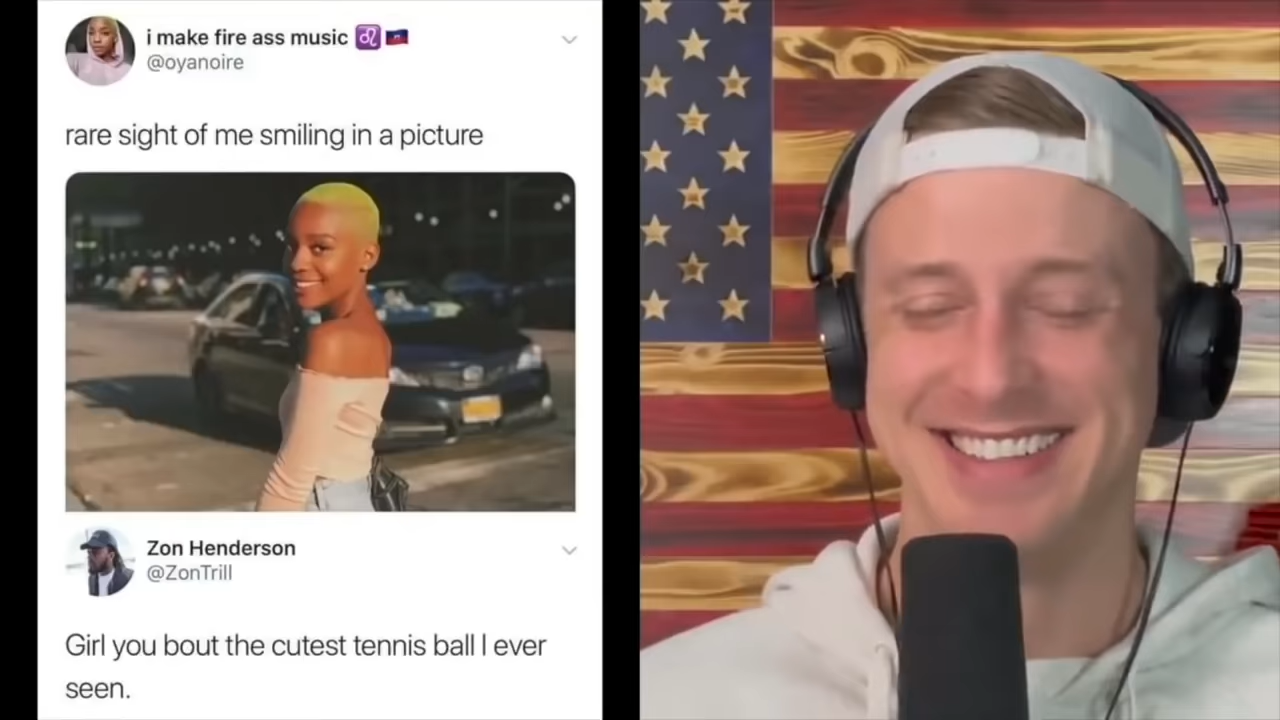 i make fire ass music ♌ 🇭🇹
@oyanoire
rare sight of me smiling in a picture
Zon Henderson
@ZonTrill
Girl you bout the cutest tennis ball I ever
seen.